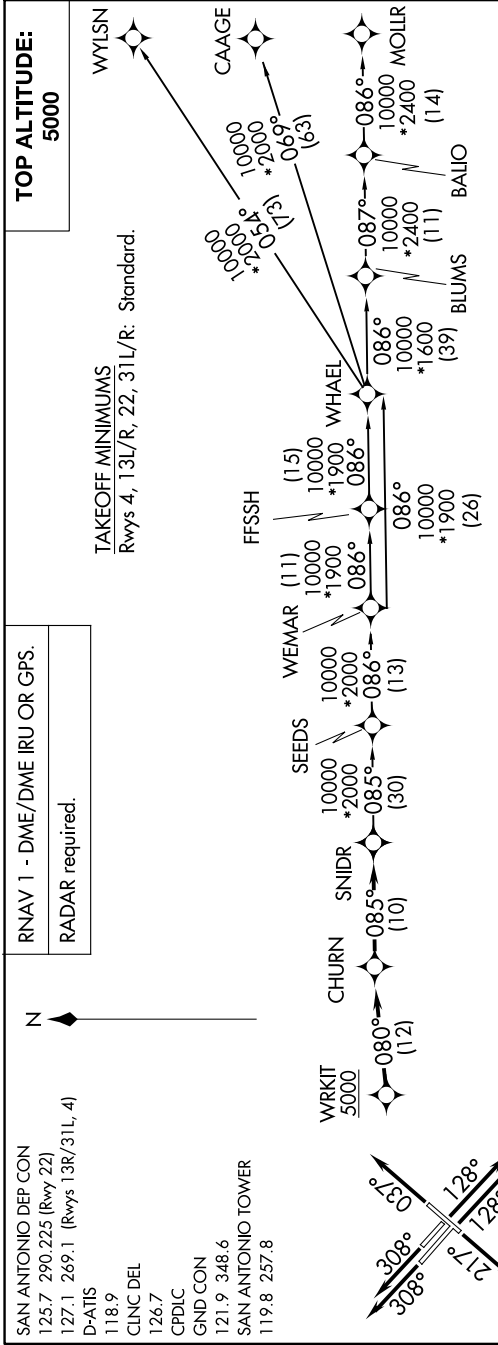 SAN ANTONIO DEP CON
125.7 290.225 (Rwy 22)
127.1 269.1 (Rwys 13R/31L, 4)
D-ATIS
118.9
CLNC DEL
126.7
CPDLC
GND CON
121.9 348.6
SAN ANTONIO TOWER
119.8 257.8
N
RNAV 1 - DME/DME IRU OR GPS.
RADAR required.
TOP ALTITUDE:
5000
TAKEOFF MINIMUMS
Rwys 4, 13L/R, 22, 31L/R: Standard.
037°
308°
308°
128°
128°
217°
WRKIT
5000
080°
(12)
CHURN
085°
(10)
SNIDR
10000
*2000
085°
(30)
SEEDS
10000
*2000
086°
(13)
WEMAR
(11)
10000
*1900
086°
FFSSH
(15)
10000
*1900
086°
086°
10000
*1900
(26)
WHAEL
10000
*2000
054°
(73)
WYLSN
10000
*2000
069°
(63)
CAAGE
086°
10000
*1600
(39)
BLUMS
087°
10000
*2400
(11)
BALIO
086°
10000
*2400
(14)
MOLLR